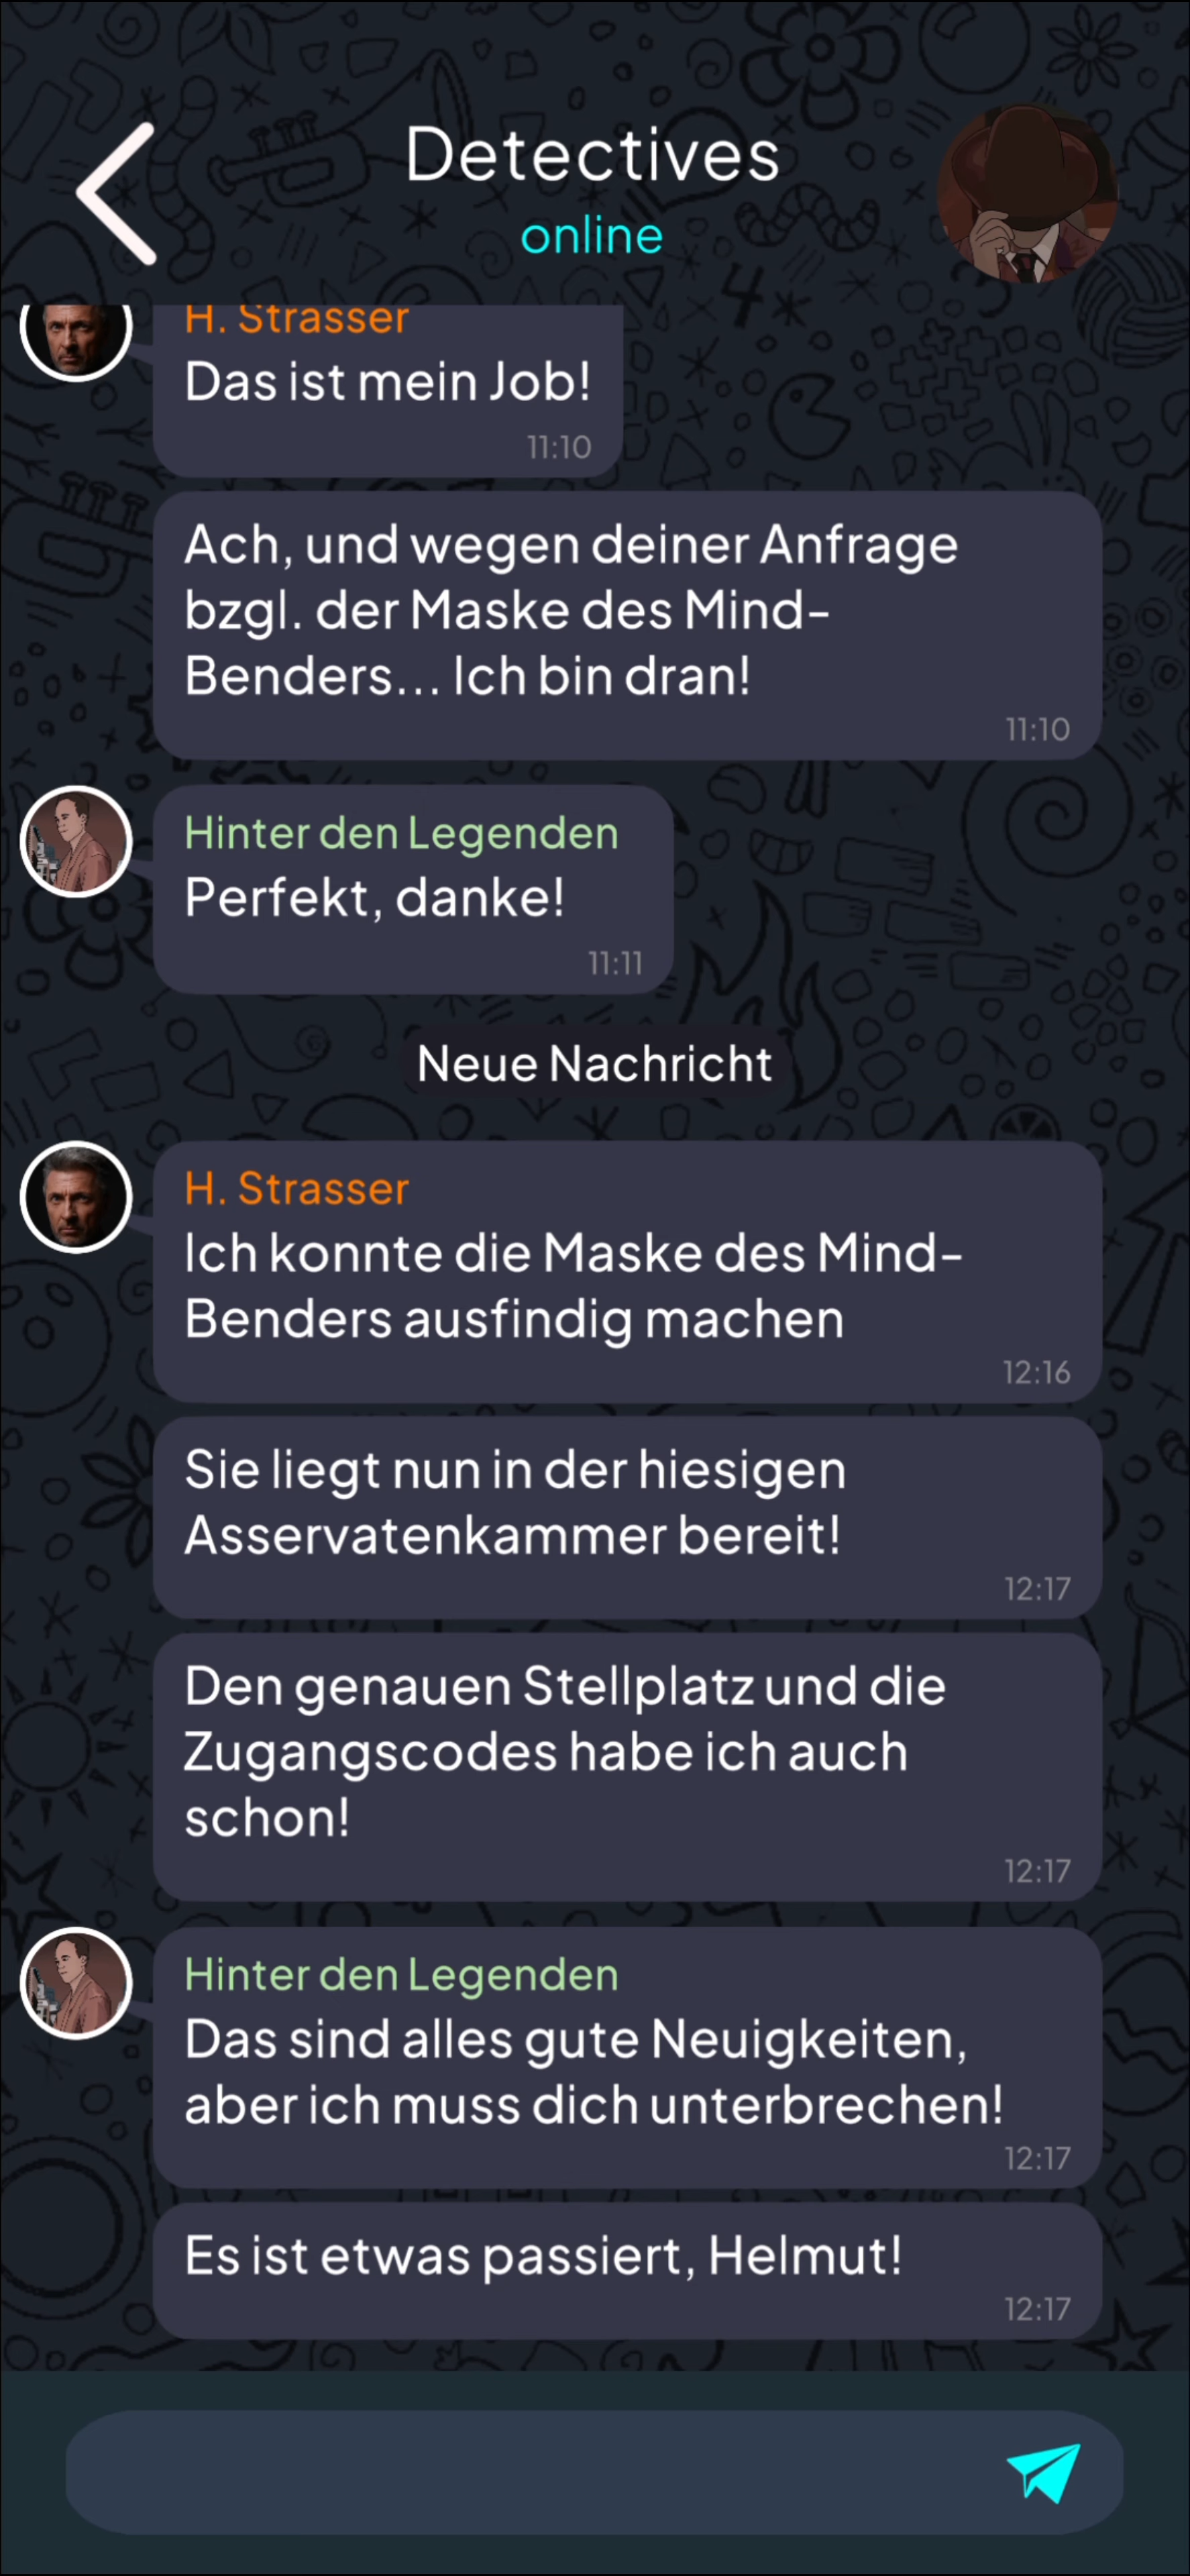 Detectives
online
H. Strasser
Das ist mein Job!
11:10
Ach, und wegen deiner Anfrage
bzgl. der Maske des Mind-
Benders... Ich bin dran!
11:10
Hinter den Legenden
Perfekt, danke!
11:11
Neue Nachricht
H. Strasser
Ich konnte die Maske des Mind-
Benders ausfindig machen
12:16
Sie liegt nun in der hiesigen
Asservatenkammer bereit!
12:17
Den genauen Stellplatz und die
Zugangscodes habe ich auch
schon!
12:17
Hinter den Legenden
Das sind alles gute Neuigkeiten,
aber ich muss dich unterbrechen!
12:17
Es ist etwas passiert, Helmut!
12:17